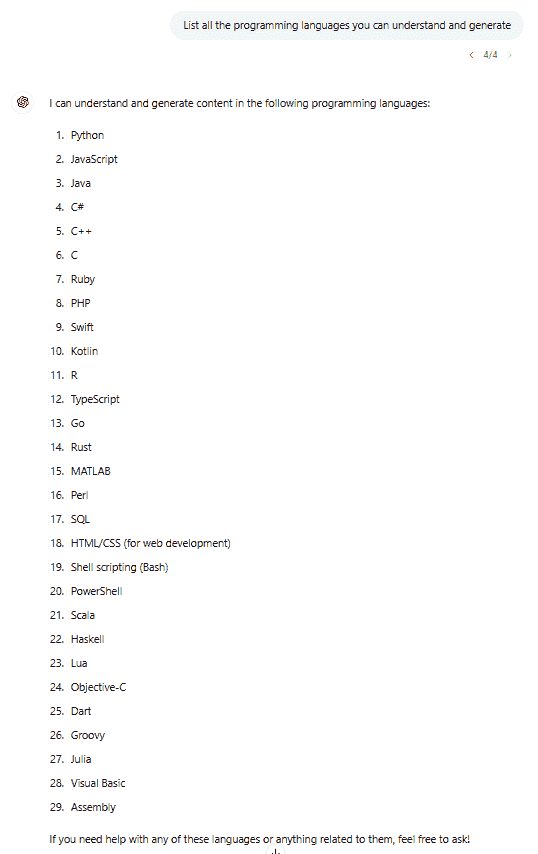 List all the programming languages you can understand and generate
4/4
I can understand and generate content in the following programming languages:
1. Python
2. JavaScript
3. Java
4. C#
5. C++
6. C
7. Ruby
8. PHP
9. Swift
10. Kotlin
11. R
12. TypeScript
13. Go
14. Rust
15. MATLAB
16. Perl
17. SQL
18. HTML/CSS (for web development)
19. Shell scripting (Bash)
20. PowerShell
21. Scala
22. Haskell
23. Lua
24. Objective-C
25. Dart
26. Groovy
27. Julia
28. Visual Basic
29. Assembly
If you need help with any of these languages or anything related to them, feel free to ask!